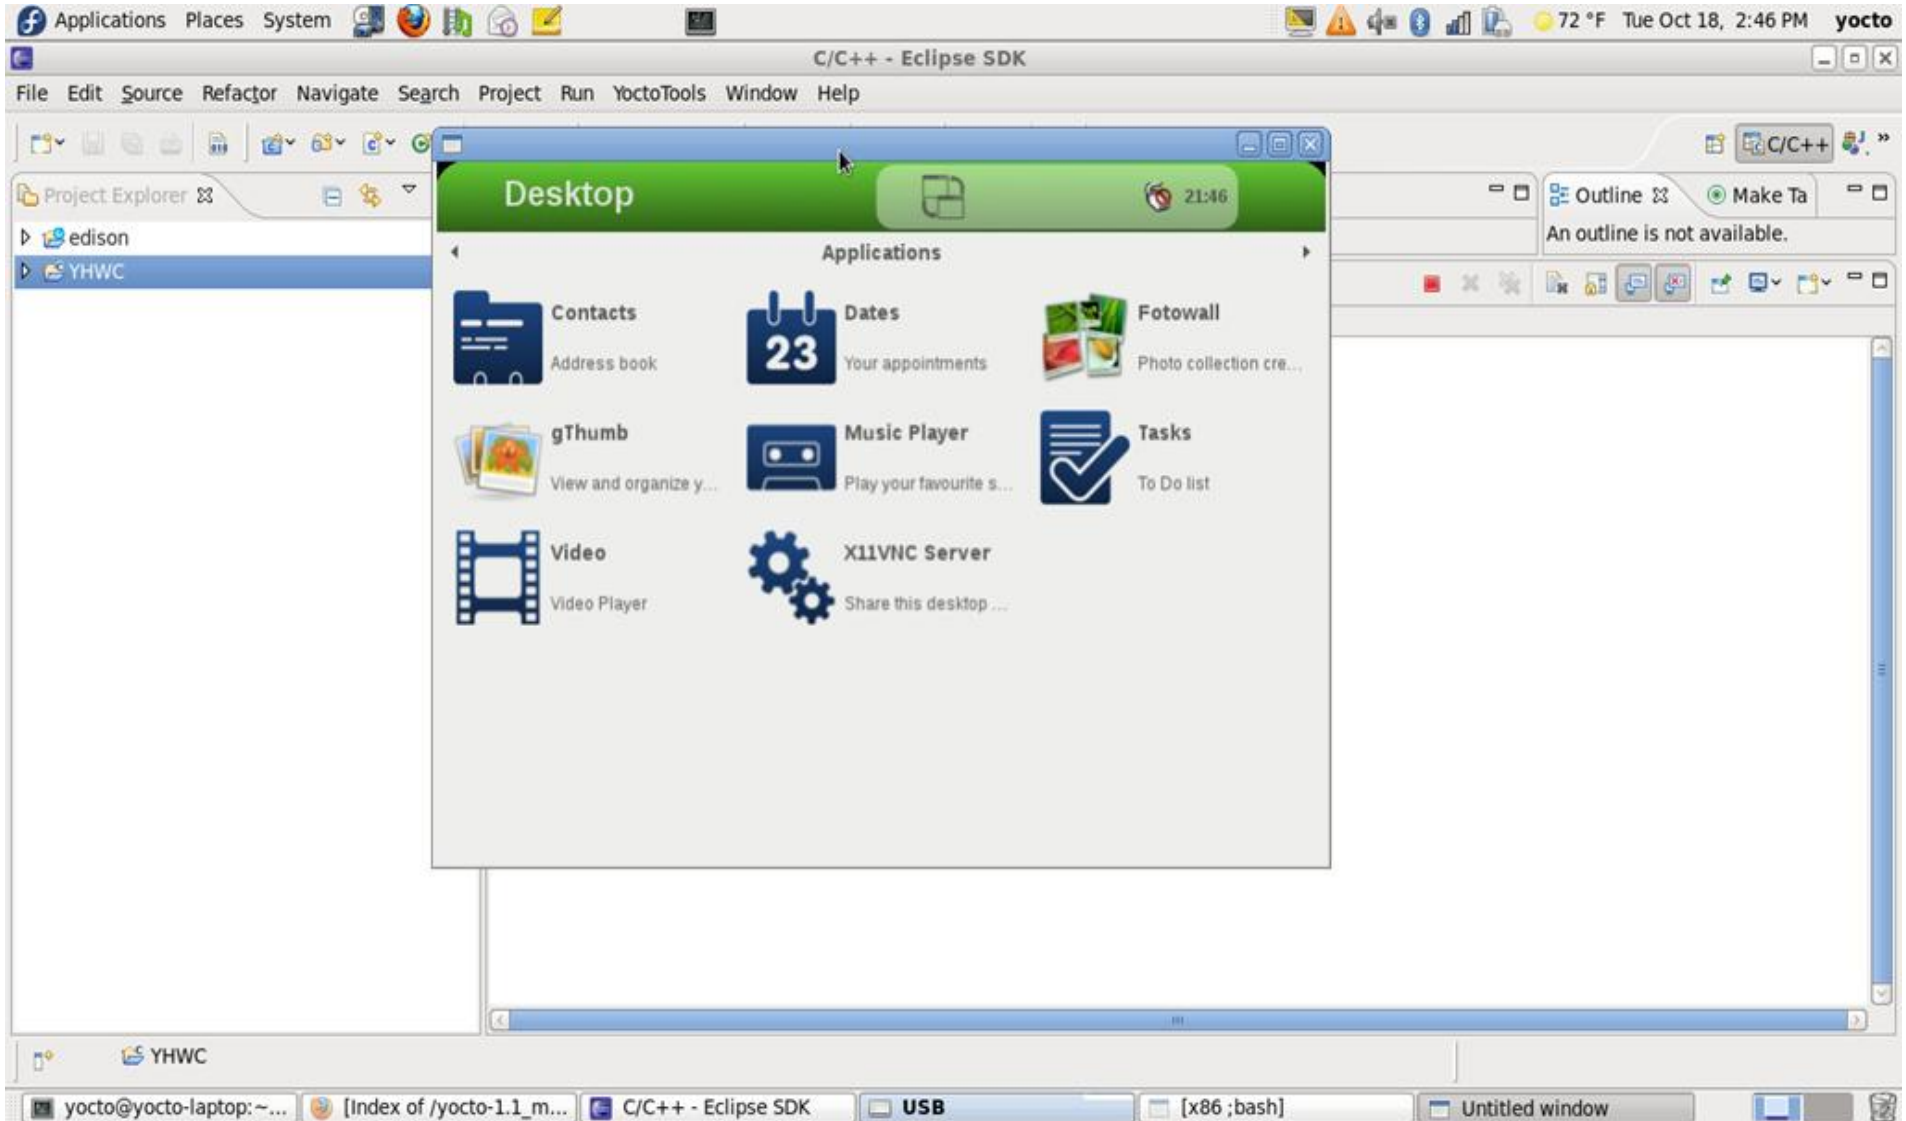 Applications Places System 72 °F Tue Oct 18, 2:46 PM yocto
C/C++ - Eclipse SDK
File Edit Source Refactor Navigate Search Project Run YoctoTools Window Help
C/C++ »
Project Explorer
edison
YHWC
Desktop 21:46
Applications
Contacts
Address book
Dates
23
Your appointments
Fotowall
Photo collection cre...
gThumb
View and organize y...
Music Player
Play your favourite s...
Tasks
To Do list
Video
Video Player
X11VNC Server
Share this desktop ...
Outline Make Ta
An outline is not available.
YHWC
yocto@yocto-laptop:~... [Index of /yocto-1.1_m... C/C++ - Eclipse SDK USB [x86 ;bash] Untitled window